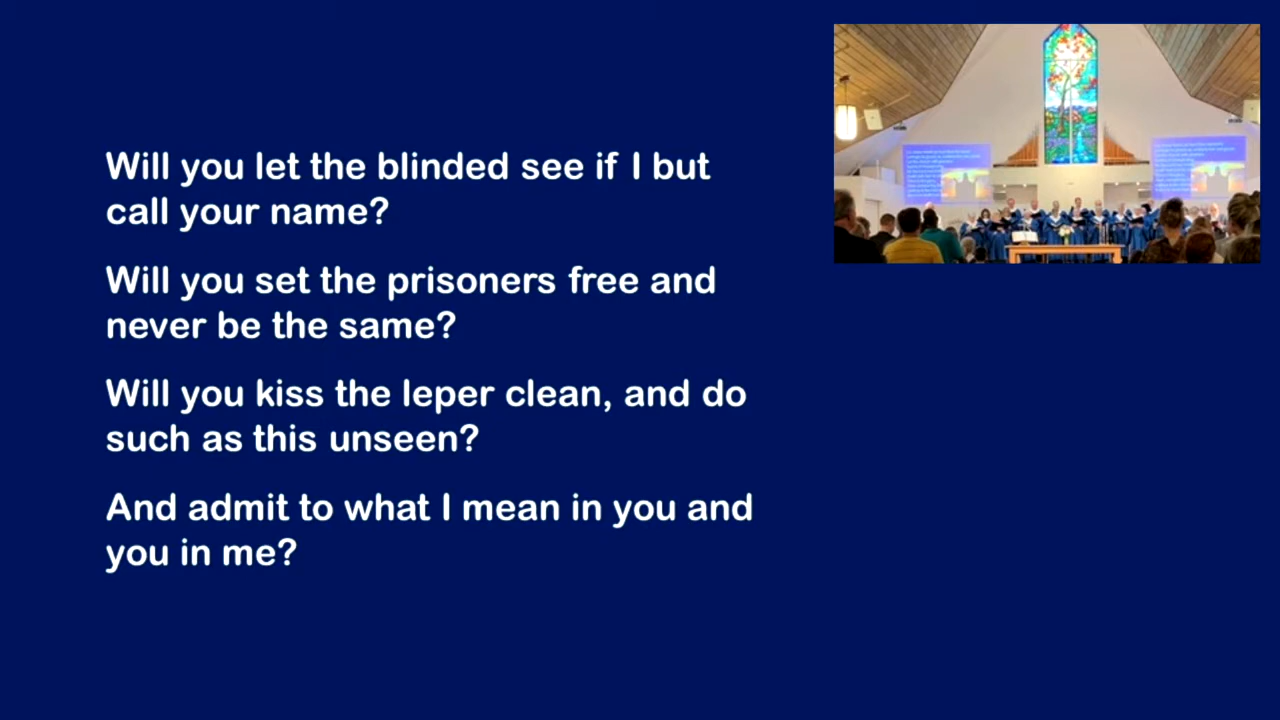 Will you let the blinded see if I but
call your name?
Will you set the prisoners free and
never be the same?
Will you kiss the leper clean, and do
such as this unseen?
And admit to what I mean in you and
you in me?